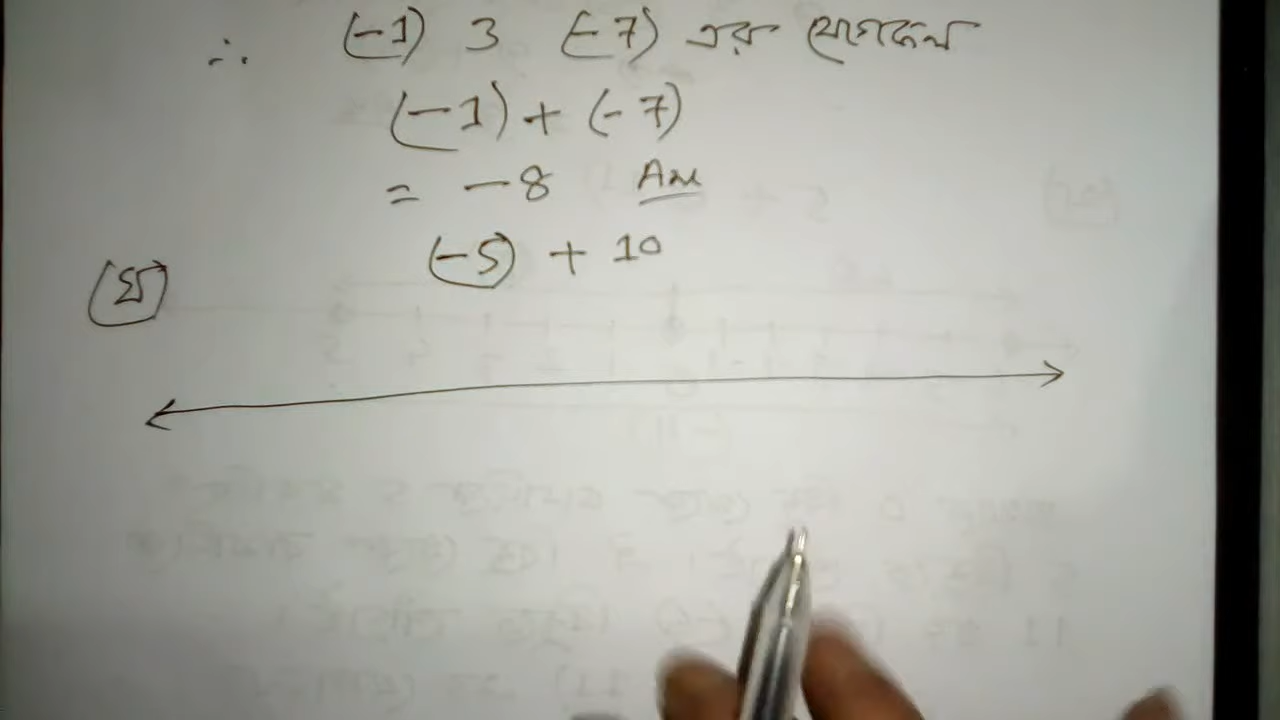 ∴ (-1) ও (-7) এর যোগফল
(-1) + (-7)
= -8 Ans
(-5) + 10
(ঘ)